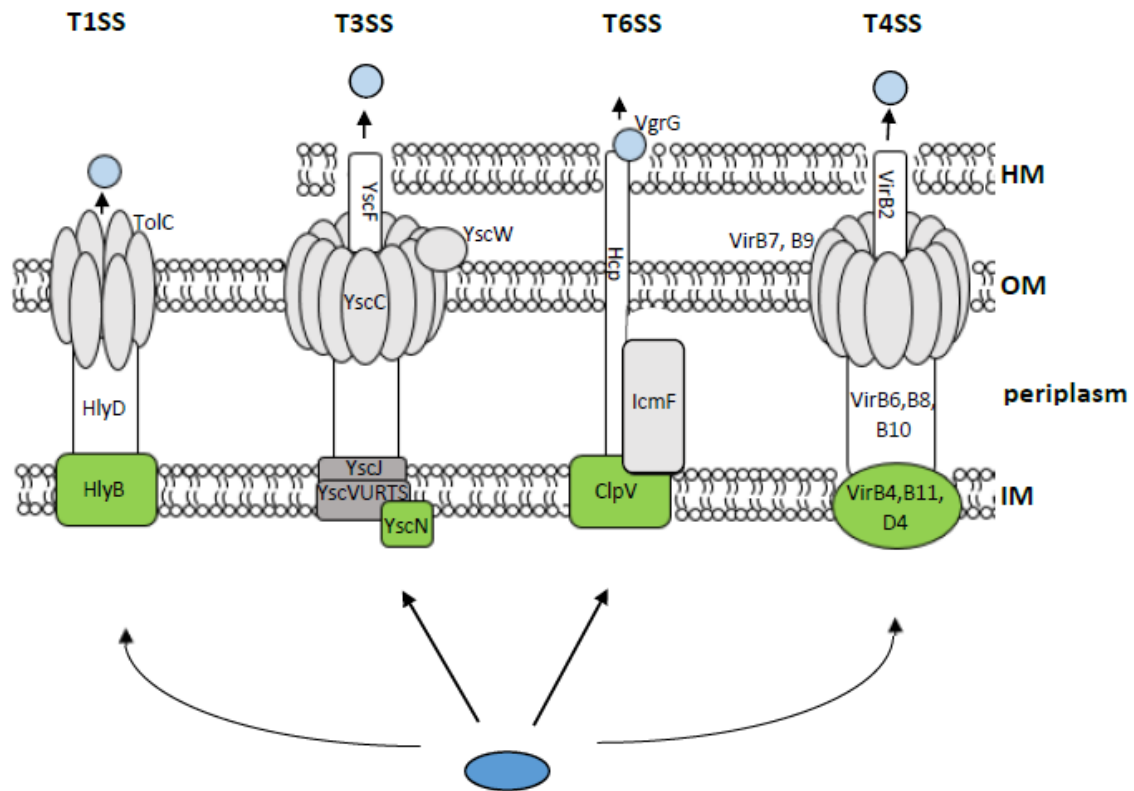 T1SS
T3SS
T6SS
T4SS
VgrG
HM
YscF
VirB2
TolC
YscW
VirB7, B9
Hcp
OM
YscC
HlyD
IcmF
VirB6,B8,
B10
periplasm
YscJ
HlyB
YscVURTS
ClpV
VirB4,B11,
D4
IM
YscN